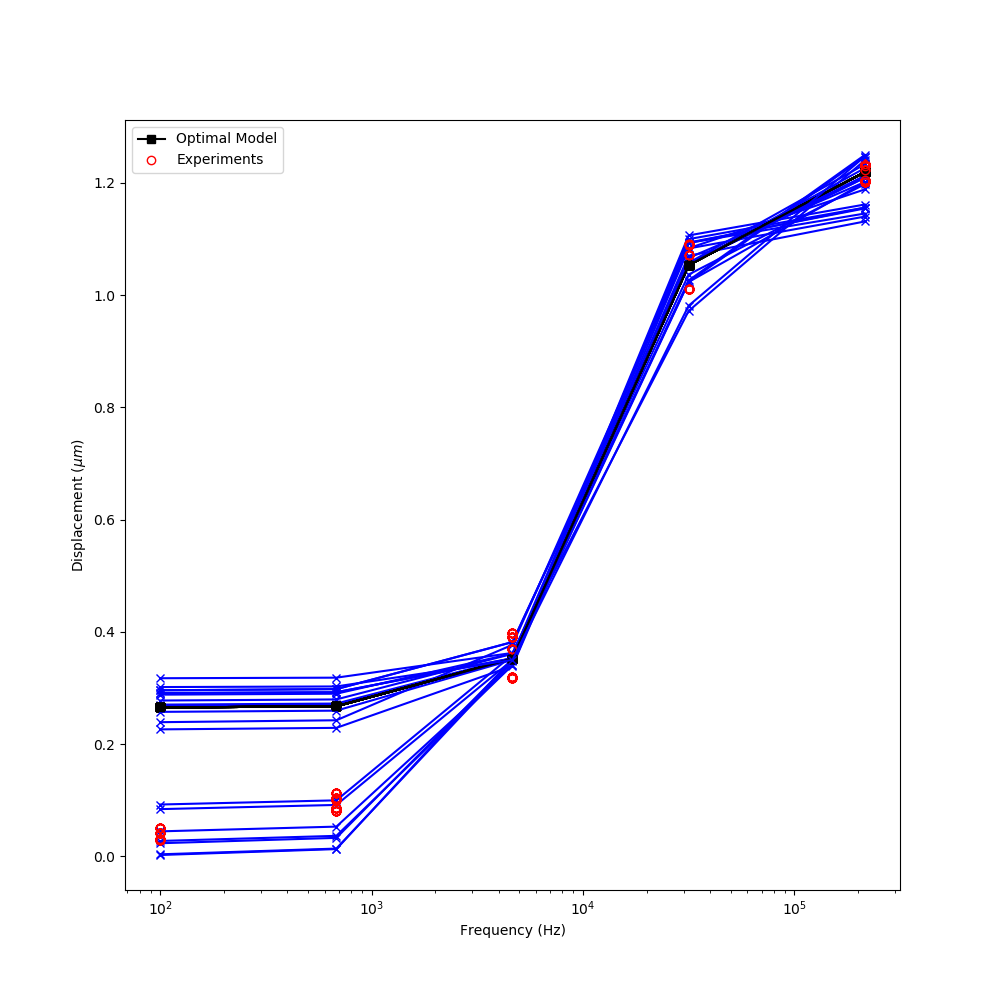 Optimal Model
Experiments
1.2
1.0
0.8
0.6
0.4
0.2
0.0
Displacement (μm)
10²
10³
10⁴
10⁵
Frequency (Hz)